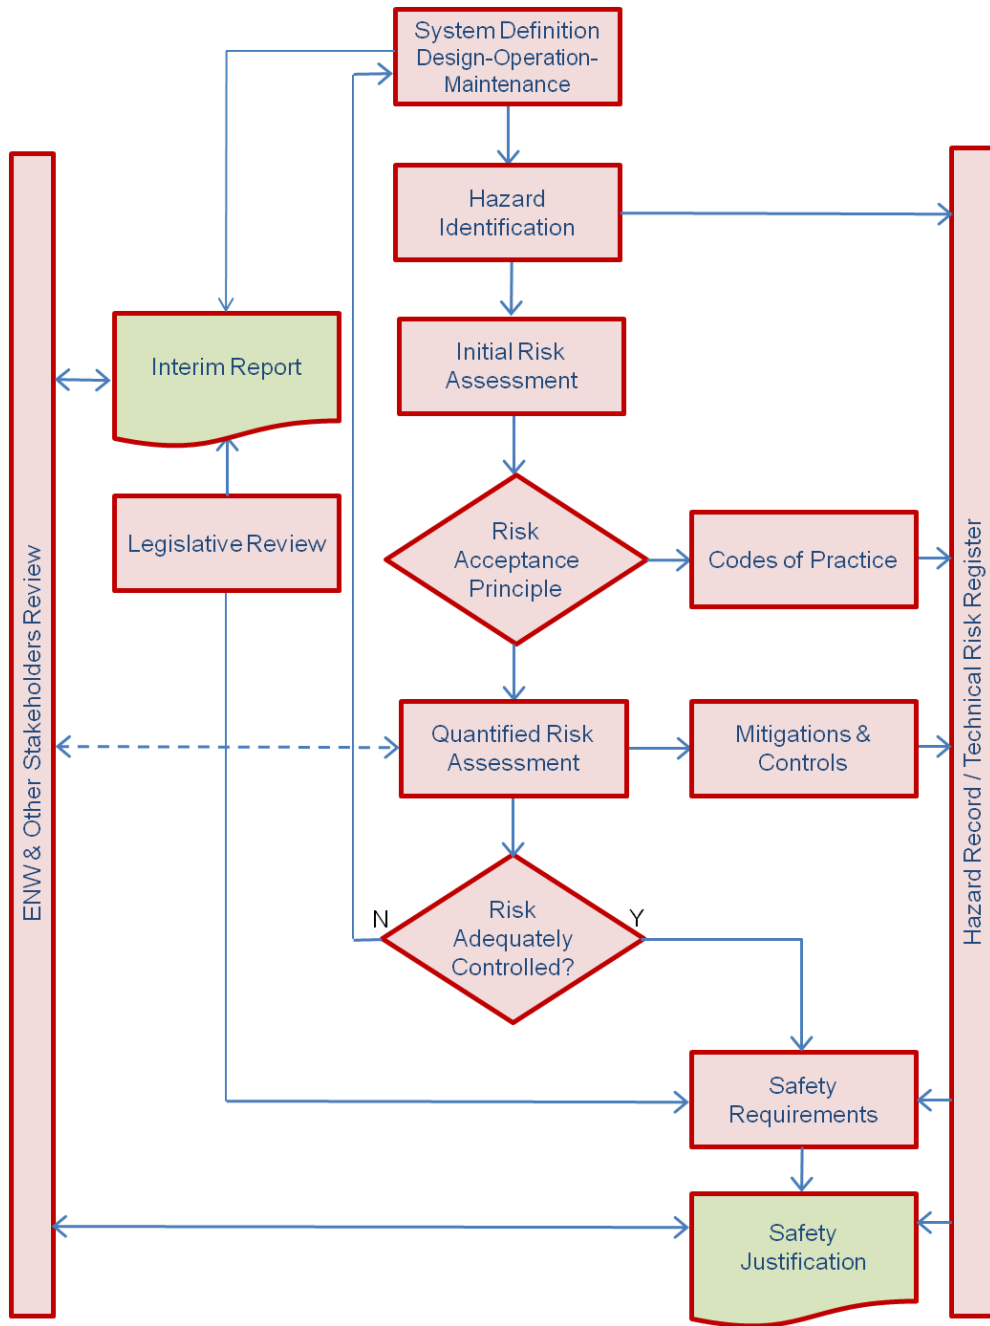 System Definition
Design-Operation-
Maintenance
Hazard
Identification
Initial Risk
Assessment
Interim Report
Legislative Review
Risk
Acceptance
Principle
Codes of Practice
Quantified Risk
Assessment
Mitigations &
Controls
N
Risk
Adequately
Controlled?
Y
Safety
Requirements
Safety
Justification
ENW & Other Stakeholders Review
Hazard Record / Technical Risk Register